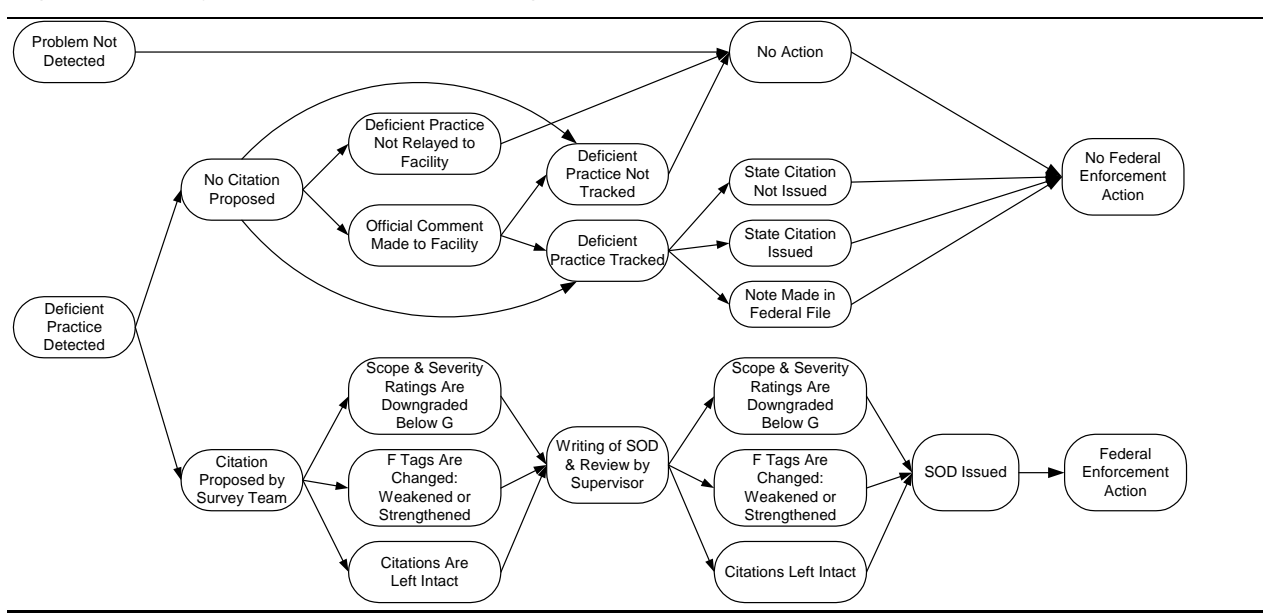 Problem Not
Detected
No Action
Deficient Practice
Not Relayed to
Facility
Deficient
Practice Not
Tracked
No Federal
Enforcement
Action
No Citation
Proposed
State Citation
Not Issued
Official Comment
Made to Facility
State Citation
Issued
Deficient
Practice Tracked
Note Made in
Federal File
Deficient
Practice
Detected
Scope & Severity
Ratings Are
Downgraded
Below G
Scope & Severity
Ratings Are
Downgraded
Below G
Citation
Proposed by
Survey Team
F Tags Are
Changed:
Weakened or
Strengthened
Writing of SOD
& Review by
Supervisor
F Tags Are
Changed:
Weakened or
Strengthened
SOD Issued
Federal
Enforcement
Action
Citations Are
Left Intact
Citations Left Intact